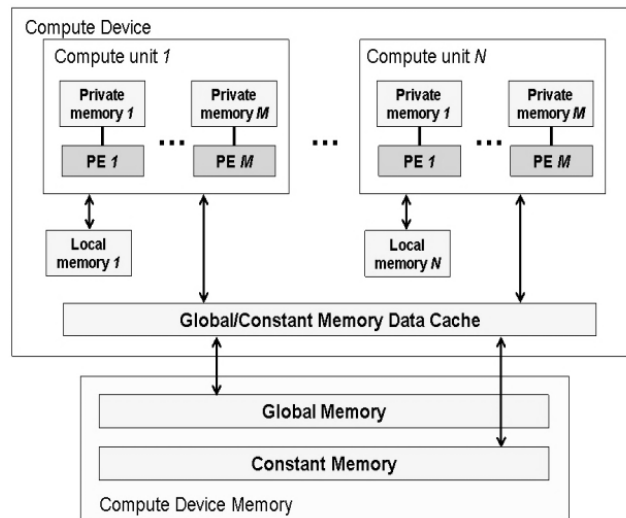 Compute Device
Compute unit 1
Compute unit N
Private
memory 1
Private
memory M
Private
memory 1
Private
memory M
...
...
...
PE 1
PE M
PE 1
PE M
Local
memory 1
Local
memory N
Global/Constant Memory Data Cache
Global Memory
Constant Memory
Compute Device Memory